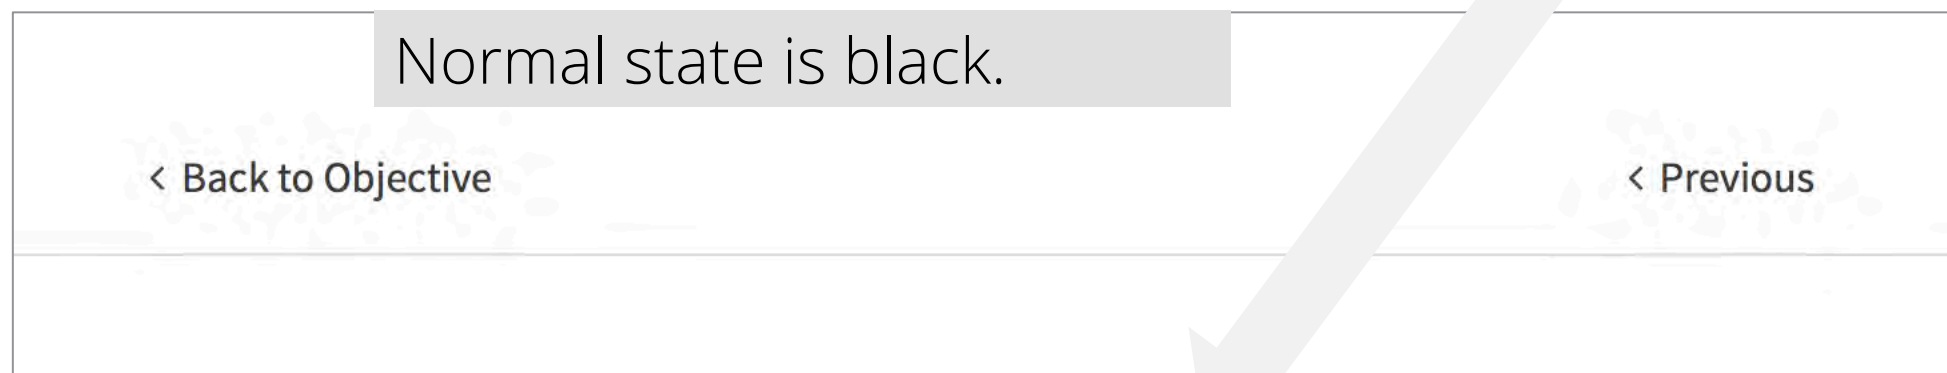 Normal state is black.
< Back to Objective
< Previous